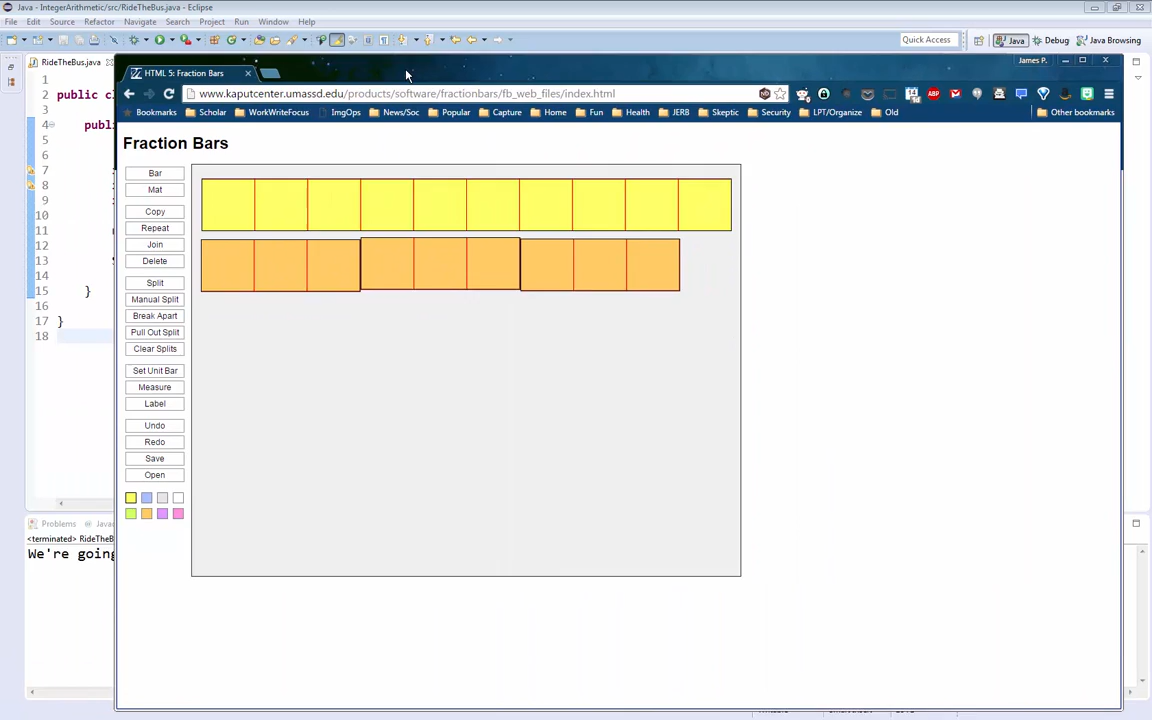 Java - IntegerArithmetic/src/RideTheBus.java - Eclipse
File Edit Source Refactor Navigate Search Project Run Window Help
Quick Access Java Debug Java Browsing
RideTheBus.java
HTML 5: Fraction Bars
James P.
www.kaputcenter.umassd.edu/products/software/fractionbars/fb_web_files/index.html
Bookmarks Scholar WorkWriteFocus ImgOps News/Soc Popular Capture Home Fun Health JERB Skeptic Security LPT/Organize Old Other bookmarks
1
2 public cl
4 publ
5
6
7
8
9
10
11
12
13
14
15 }
16
17 }
18
Fraction Bars
Bar
Mat
Copy
Repeat
Join
Delete
Split
Manual Split
Break Apart
Pull Out Split
Clear Splits
Set Unit Bar
Measure
Label
Undo
Redo
Save
Open
Problems Javad
<terminated> RideTheB
We're going